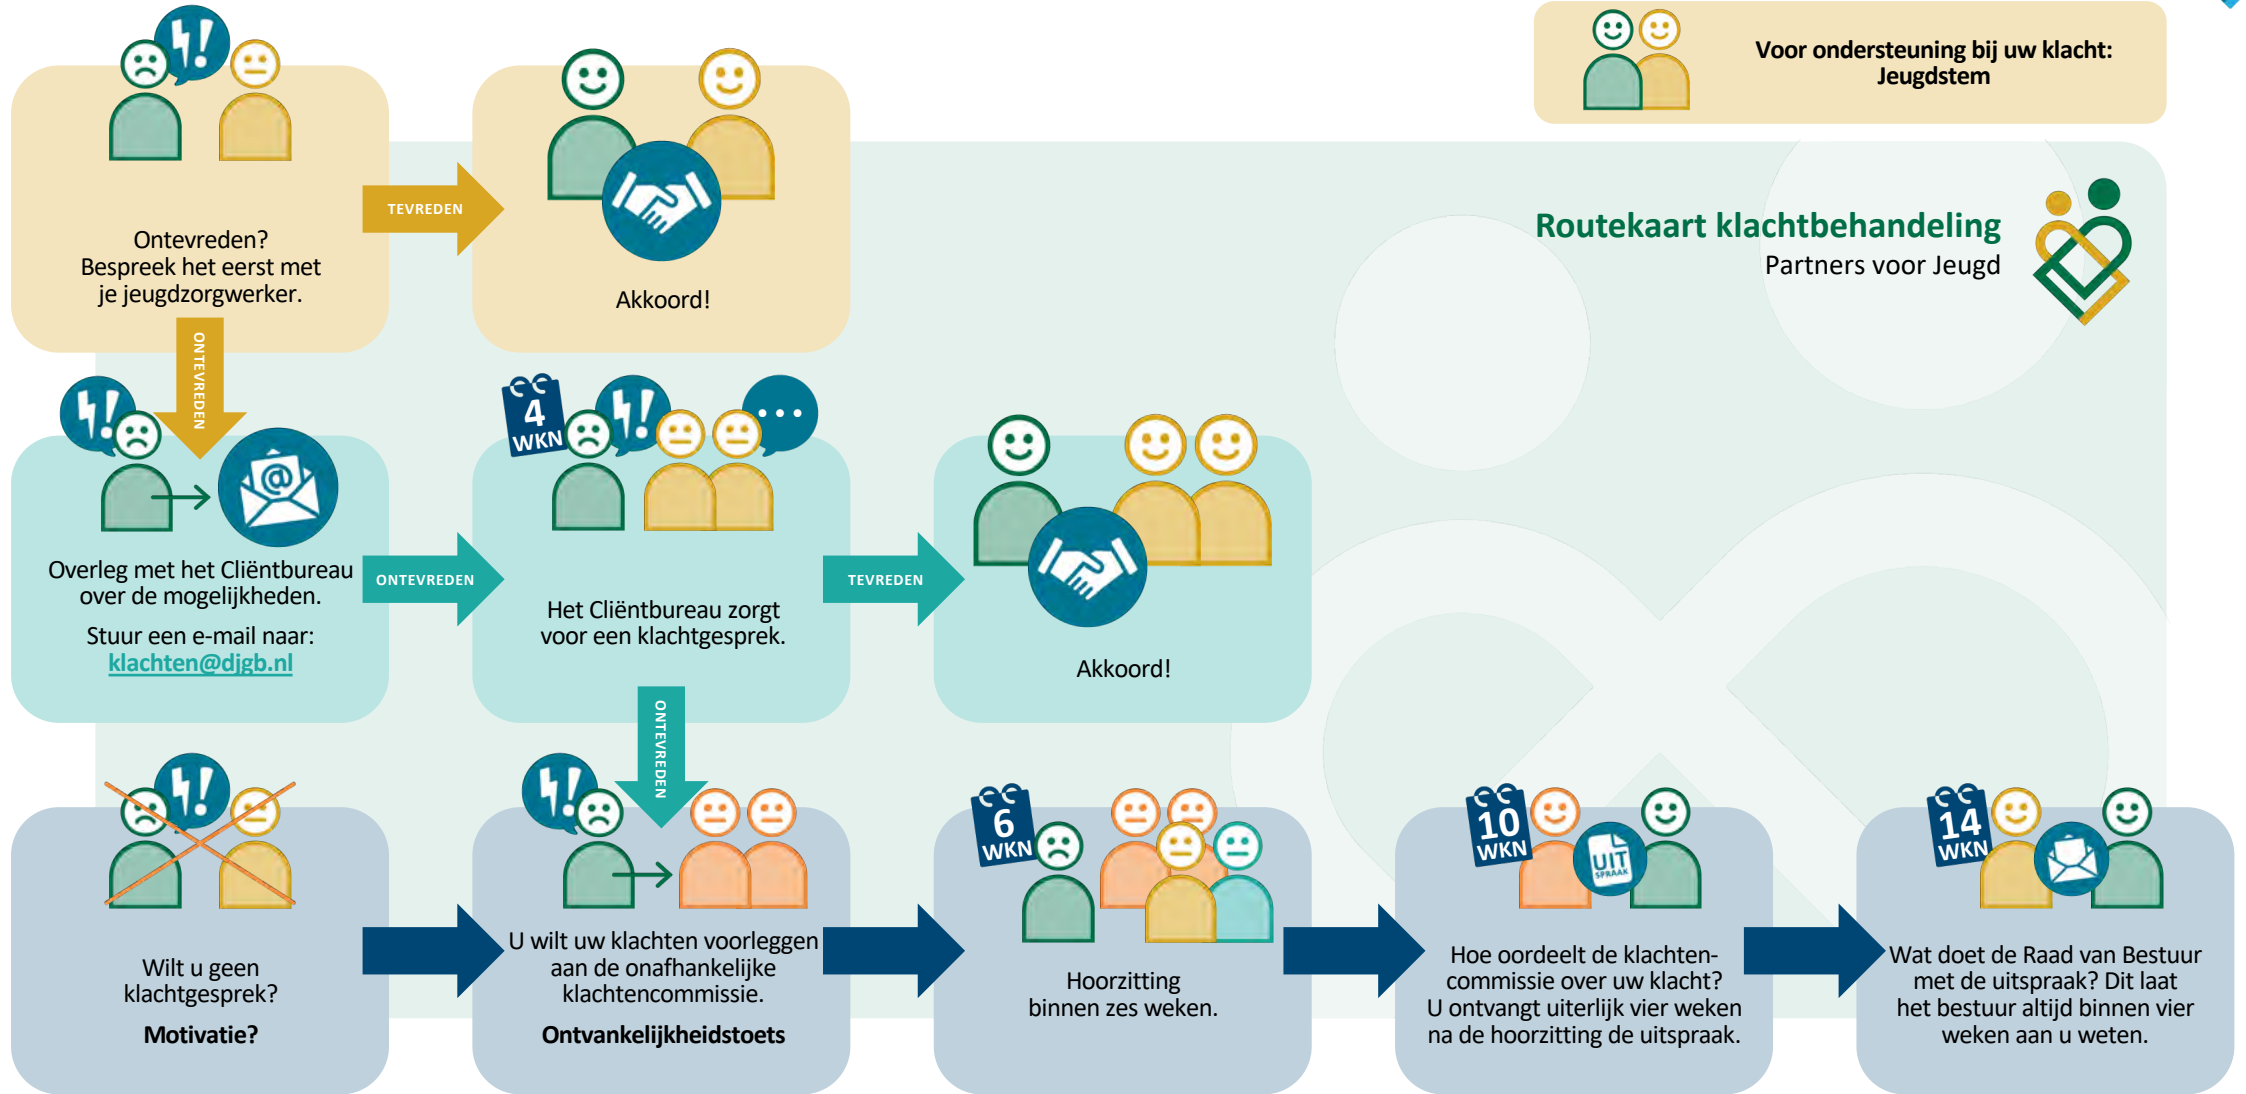 Voor ondersteuning bij uw klacht:
Jeugdstem
Routekaart klachtbehandeling
Partners voor Jeugd
Ontevreden?
Bespreek het eerst met
je jeugdzorgwerker.
TEVREDEN
Akkoord!
ONTEVREDEN
Overleg met het Cliëntbureau
over de mogelijkheden.
Stuur een e-mail naar:
klachten@djgb.nl
ONTEVREDEN
4
WKN
Het Cliëntbureau zorgt
voor een klachtgesprek.
TEVREDEN
Akkoord!
ONTEVREDEN
Wilt u geen
klachtgesprek?
Motivatie?
U wilt uw klachten voorleggen
aan de onafhankelijke
klachtencommissie.
Ontvankelijkheidstoets
6
WKN
Hoorzitting
binnen zes weken.
10
WKN
UIT
SPRAAK
Hoe oordeelt de klachten-
commissie over uw klacht?
U ontvangt uiterlijk vier weken
na de hoorzitting de uitspraak.
14
WKN
Wat doet de Raad van Bestuur
met de uitspraak? Dit laat
het bestuur altijd binnen vier
weken aan u weten.